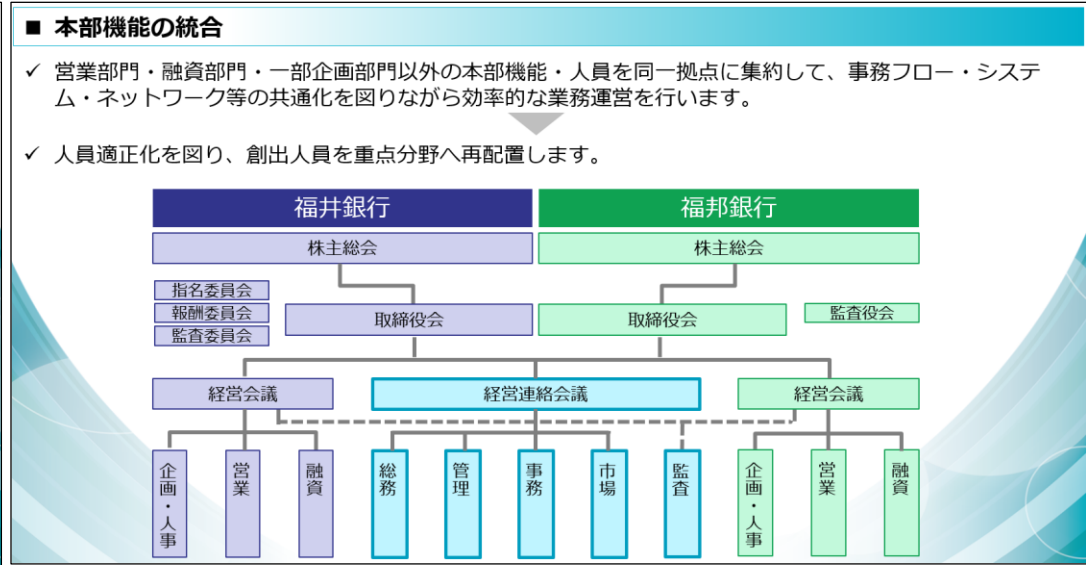 ■ 本部機能の統合
✓ 営業部門・融資部門・一部企画部門以外の本部機能・人員を同一拠点に集約して、事務フロー・システ
ム・ネットワーク等の共通化を図りながら効率的な業務運営を行います。
✓ 人員適正化を図り、創出人員を重点分野へ再配置します。
福井銀行
福邦銀行
株主総会
株主総会
指名委員会
報酬委員会
監査委員会
取締役会
取締役会
監査役会
経営会議
経営連絡会議
経営会議
企画・人事
営業
融資
総務
管理
事務
市場
監査
企画・人事
営業
融資